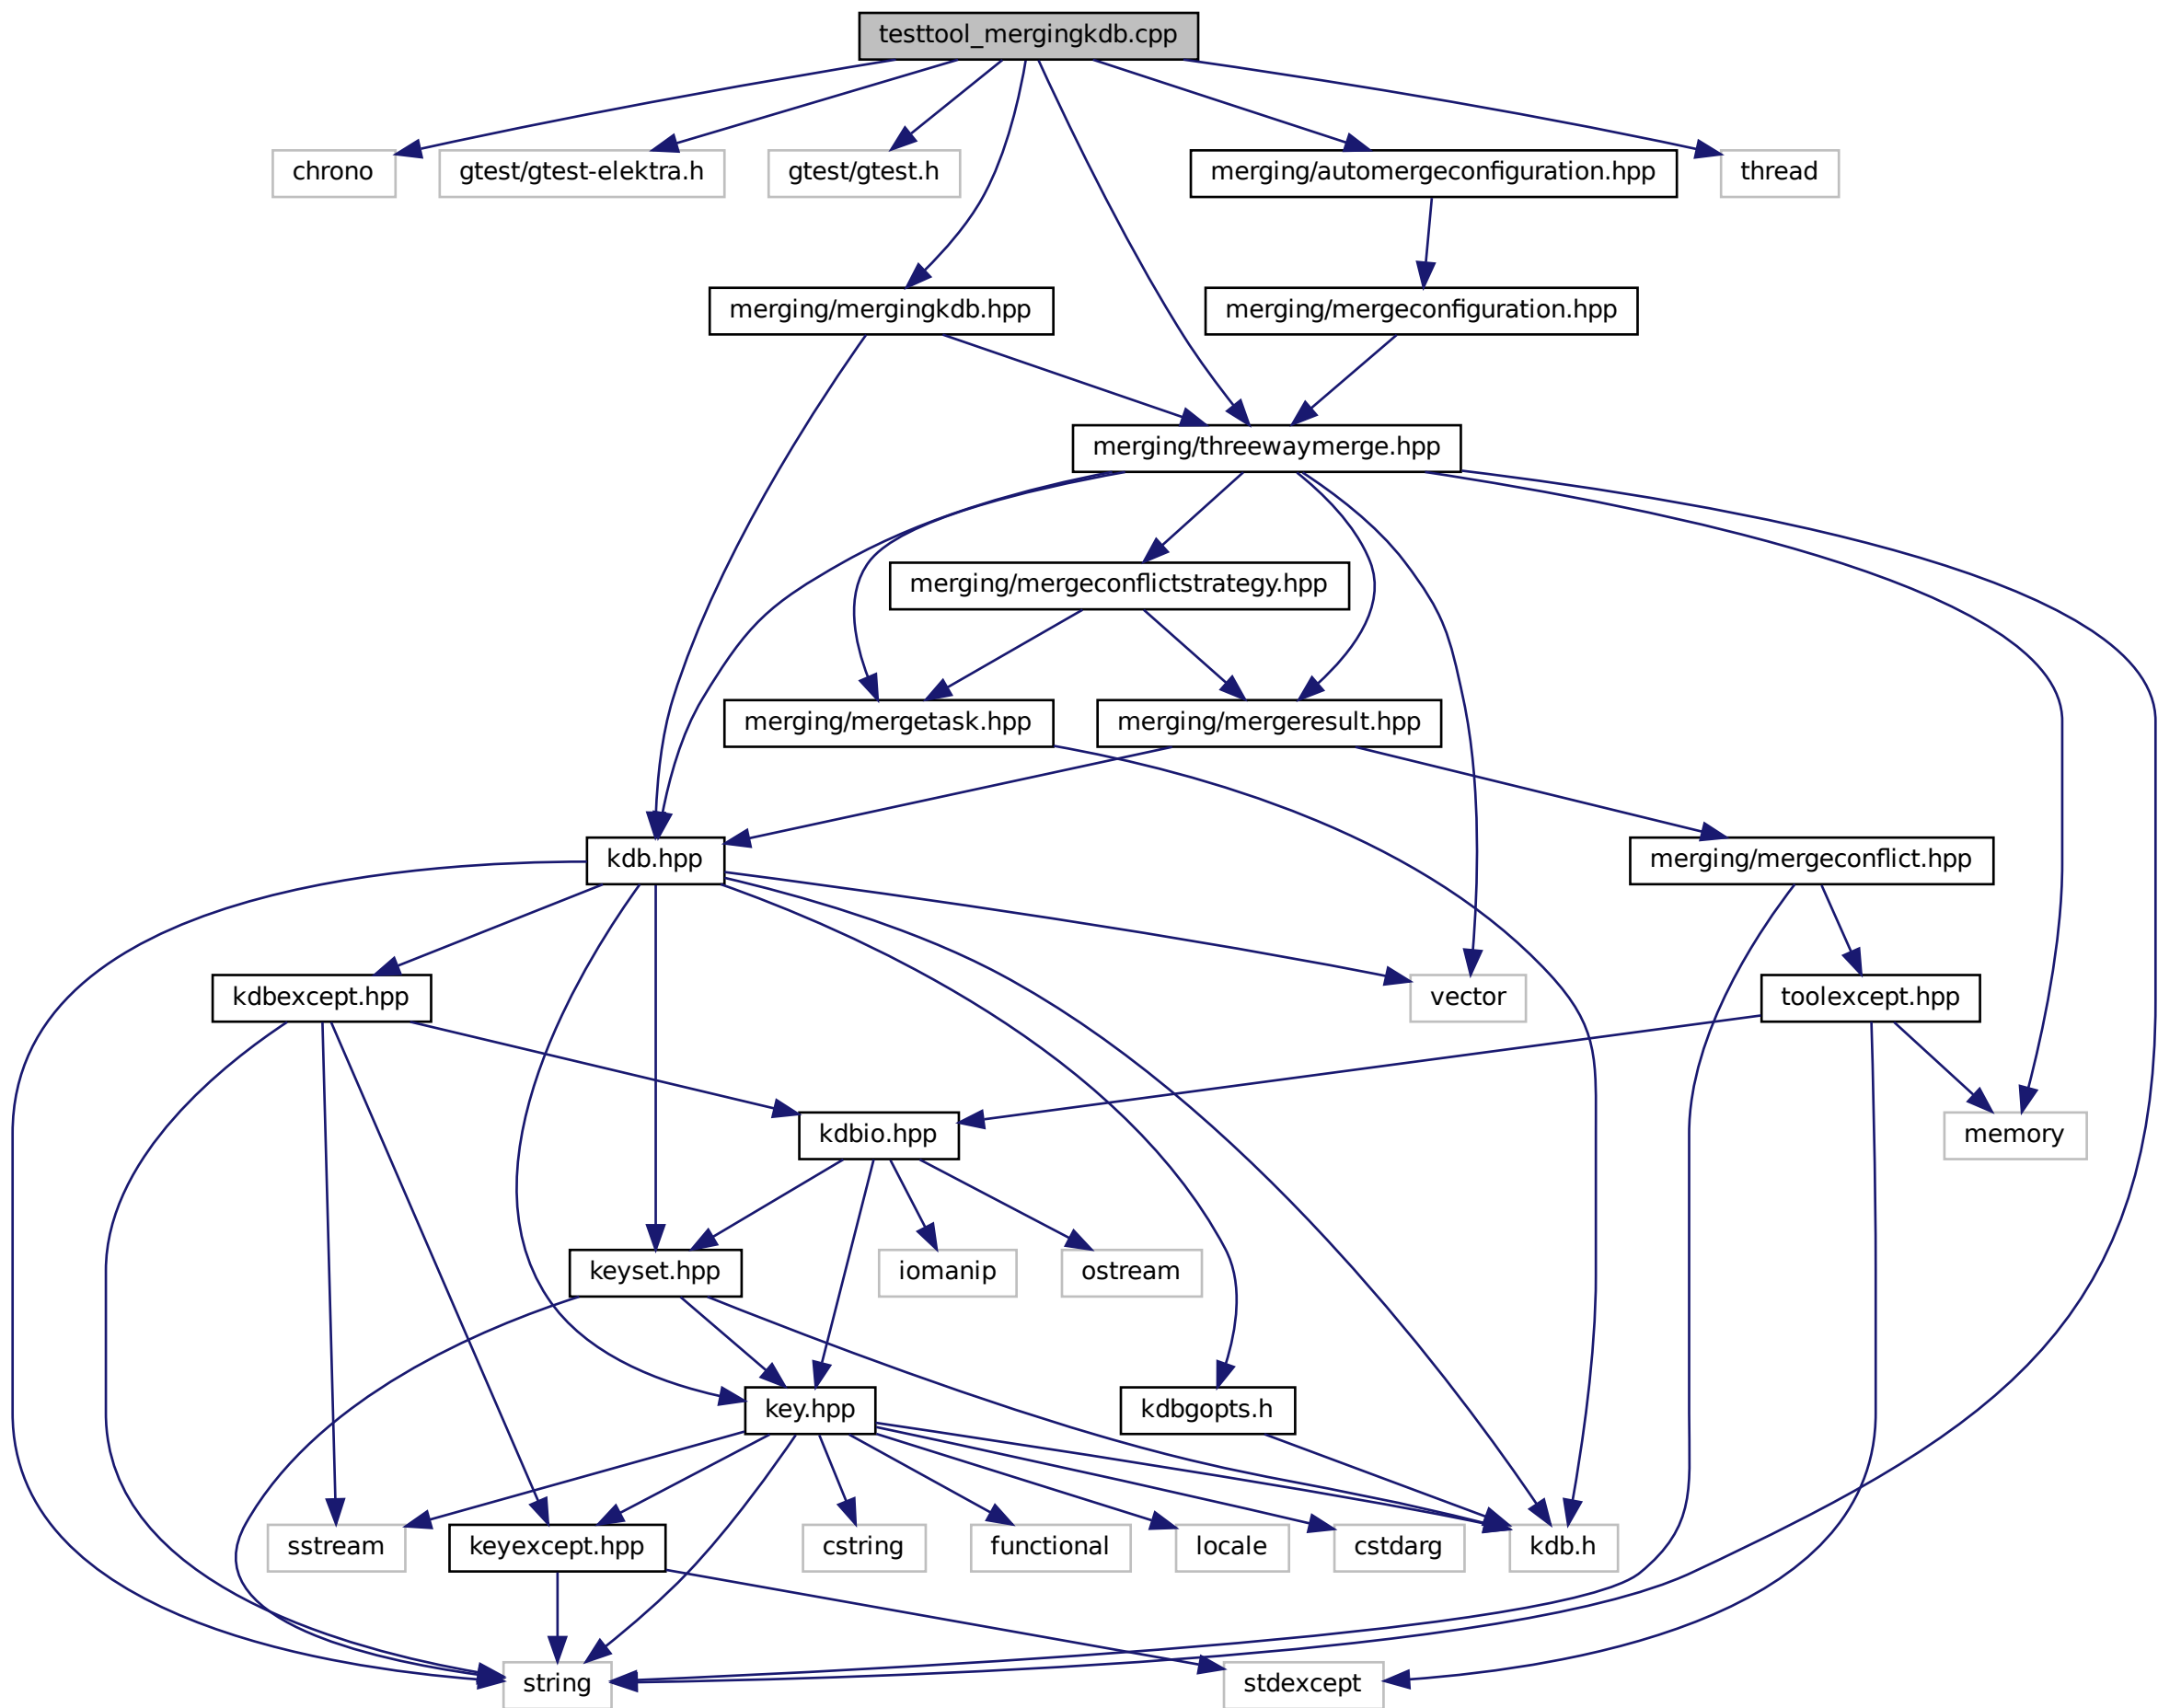 testtool_mergingkdb.cpp
chrono
gtest/gtest-elektra.h
gtest/gtest.h
merging/automergeconfiguration.hpp
thread
merging/mergingkdb.hpp
merging/mergeconfiguration.hpp
merging/threewaymerge.hpp
merging/mergeconflictstrategy.hpp
merging/mergetask.hpp
merging/mergeresult.hpp
kdb.hpp
merging/mergeconflict.hpp
kdbexcept.hpp
vector
toolexcept.hpp
kdbio.hpp
memory
keyset.hpp
iomanip
ostream
key.hpp
kdbgopts.h
sstream
keyexcept.hpp
cstring
functional
locale
cstdarg
kdb.h
string
stdexcept